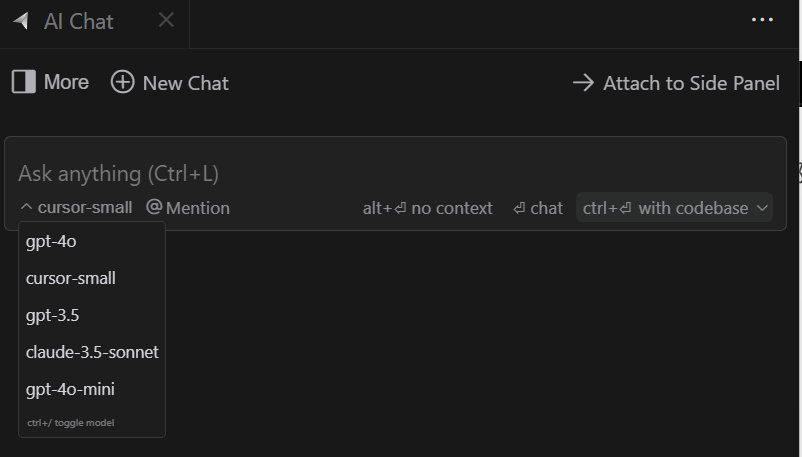 AI Chat
More New Chat Attach to Side Panel
Ask anything (Ctrl+L)
cursor-small @Mention alt+⏎ no context ⏎ chat ctrl+⏎ with codebase
gpt-4o
cursor-small
gpt-3.5
claude-3.5-sonnet
gpt-4o-mini
ctrl+/ toggle model